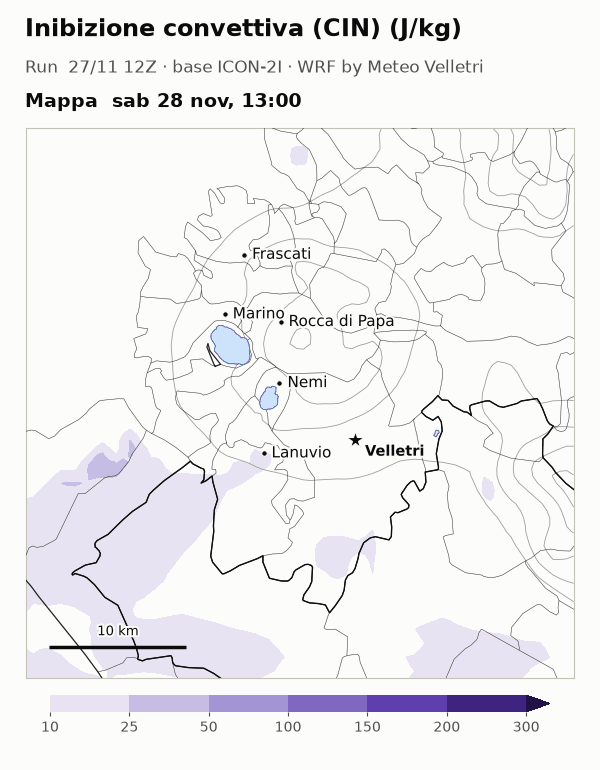 Inibizione convettiva (CIN) (J/kg)
Run  27/11 12Z · base ICON-2I · WRF by Meteo Velletri
Mappa  sab 28 nov, 13:00
Frascati
Marino
Rocca di Papa
Nemi
Velletri
Lanuvio
10 km
10 25 50 100 150 200 300